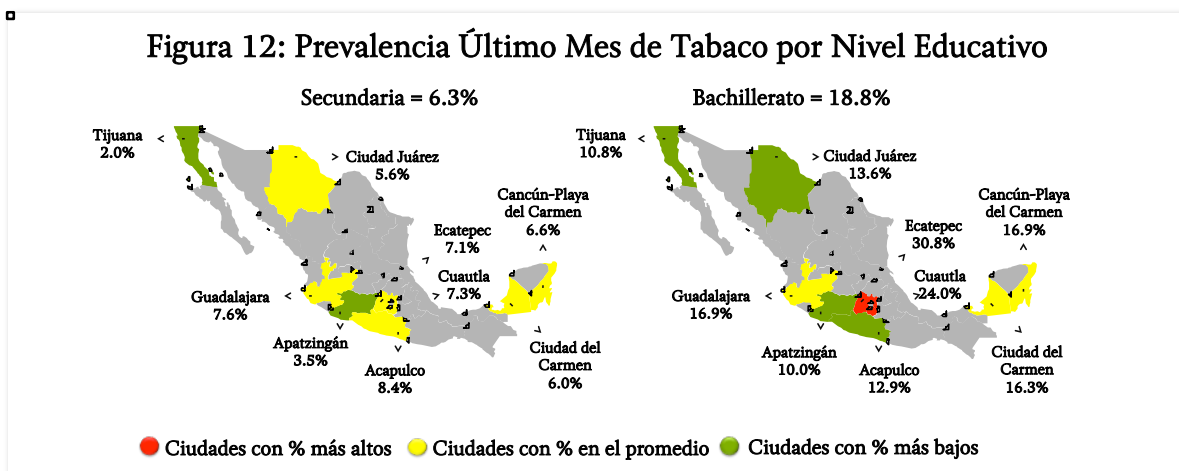 Figura 12: Prevalencia Último Mes de Tabaco por Nivel Educativo
Secundaria = 6.3%
Tijuana
2.0%
Ciudad Juárez
5.6%
Cancún-Playa
del Carmen
6.6%
Ecatepec
7.1%
Cuautla
7.3%
Guadalajara
7.6%
Apatzingán
3.5%
Acapulco
8.4%
Ciudad del
Carmen
6.0%
Bachillerato = 18.8%
Tijuana
10.8%
Ciudad Juárez
13.6%
Cancún-Playa
del Carmen
16.9%
Ecatepec
30.8%
Cuautla
24.0%
Guadalajara
16.9%
Apatzingán
10.0%
Acapulco
12.9%
Ciudad del
Carmen
16.3%
Ciudades con % más altos
Ciudades con % en el promedio
Ciudades con % más bajos